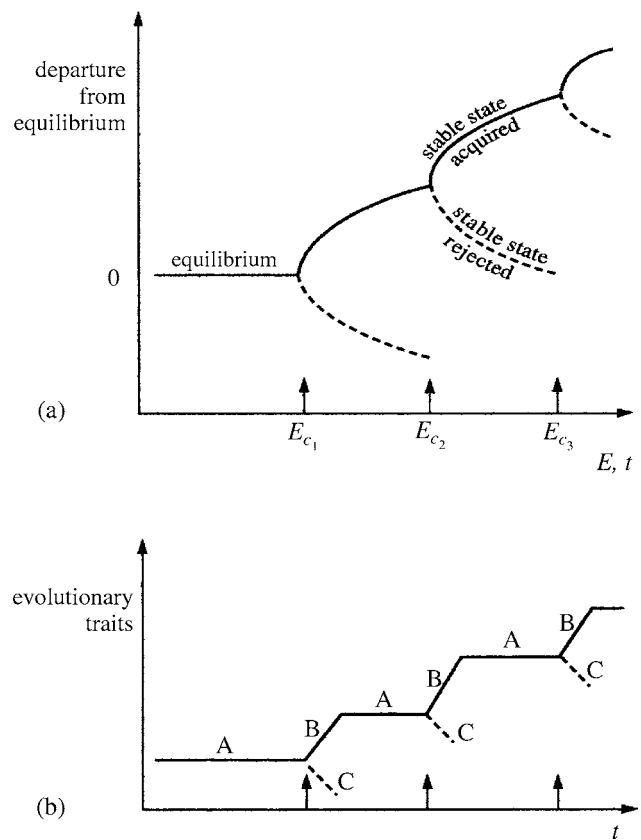 departure
from
equilibrium
stable state
acquired
stable state
rejected
equilibrium
0
(a)
E_{c_1}
E_{c_2}
E_{c_3}
E, t
evolutionary
traits
B
A
B
A
C
B
C
A
C
(b)
t